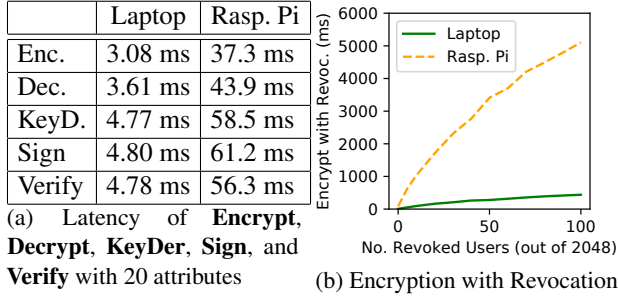 Laptop Rasp. Pi
Enc. 3.08 ms 37.3 ms
Dec. 3.61 ms 43.9 ms
KeyD. 4.77 ms 58.5 ms
Sign 4.80 ms 61.2 ms
Verify 4.78 ms 56.3 ms
(a) Latency of Encrypt,
Decrypt, KeyDer, Sign, and
Verify with 20 attributes
Encrypt with Revoc. (ms)
6000
5000
4000
3000
2000
1000
0
Laptop
Rasp. Pi
0 50 100
No. Revoked Users (out of 2048)
(b) Encryption with Revocation